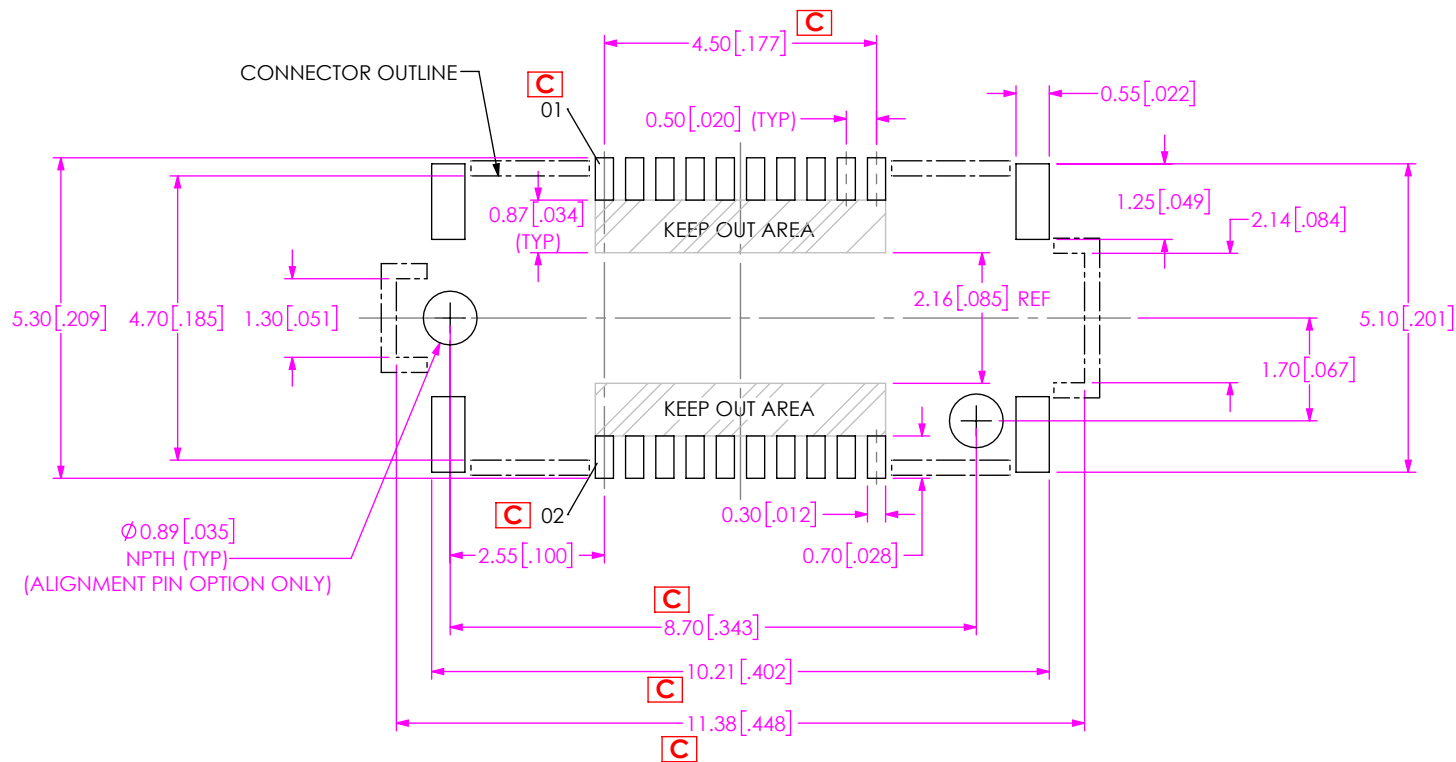 C
4.50[.177]
CONNECTOR OUTLINE
C
01
0.50[.020] (TYP)
0.55[.022]
0.87[.034]
(TYP)
KEEP OUT AREA
1.25[.049]
2.14[.084]
5.30[.209]
4.70[.185]
1.30[.051]
2.16[.085] REF
5.10[.201]
1.70[.067]
KEEP OUT AREA
C
02
0.30[.012]
Ø0.89[.035]
NPTH (TYP)
(ALIGNMENT PIN OPTION ONLY)
2.55[.100]
0.70[.028]
C
8.70[.343]
10.21[.402]
C
11.38[.448]
C